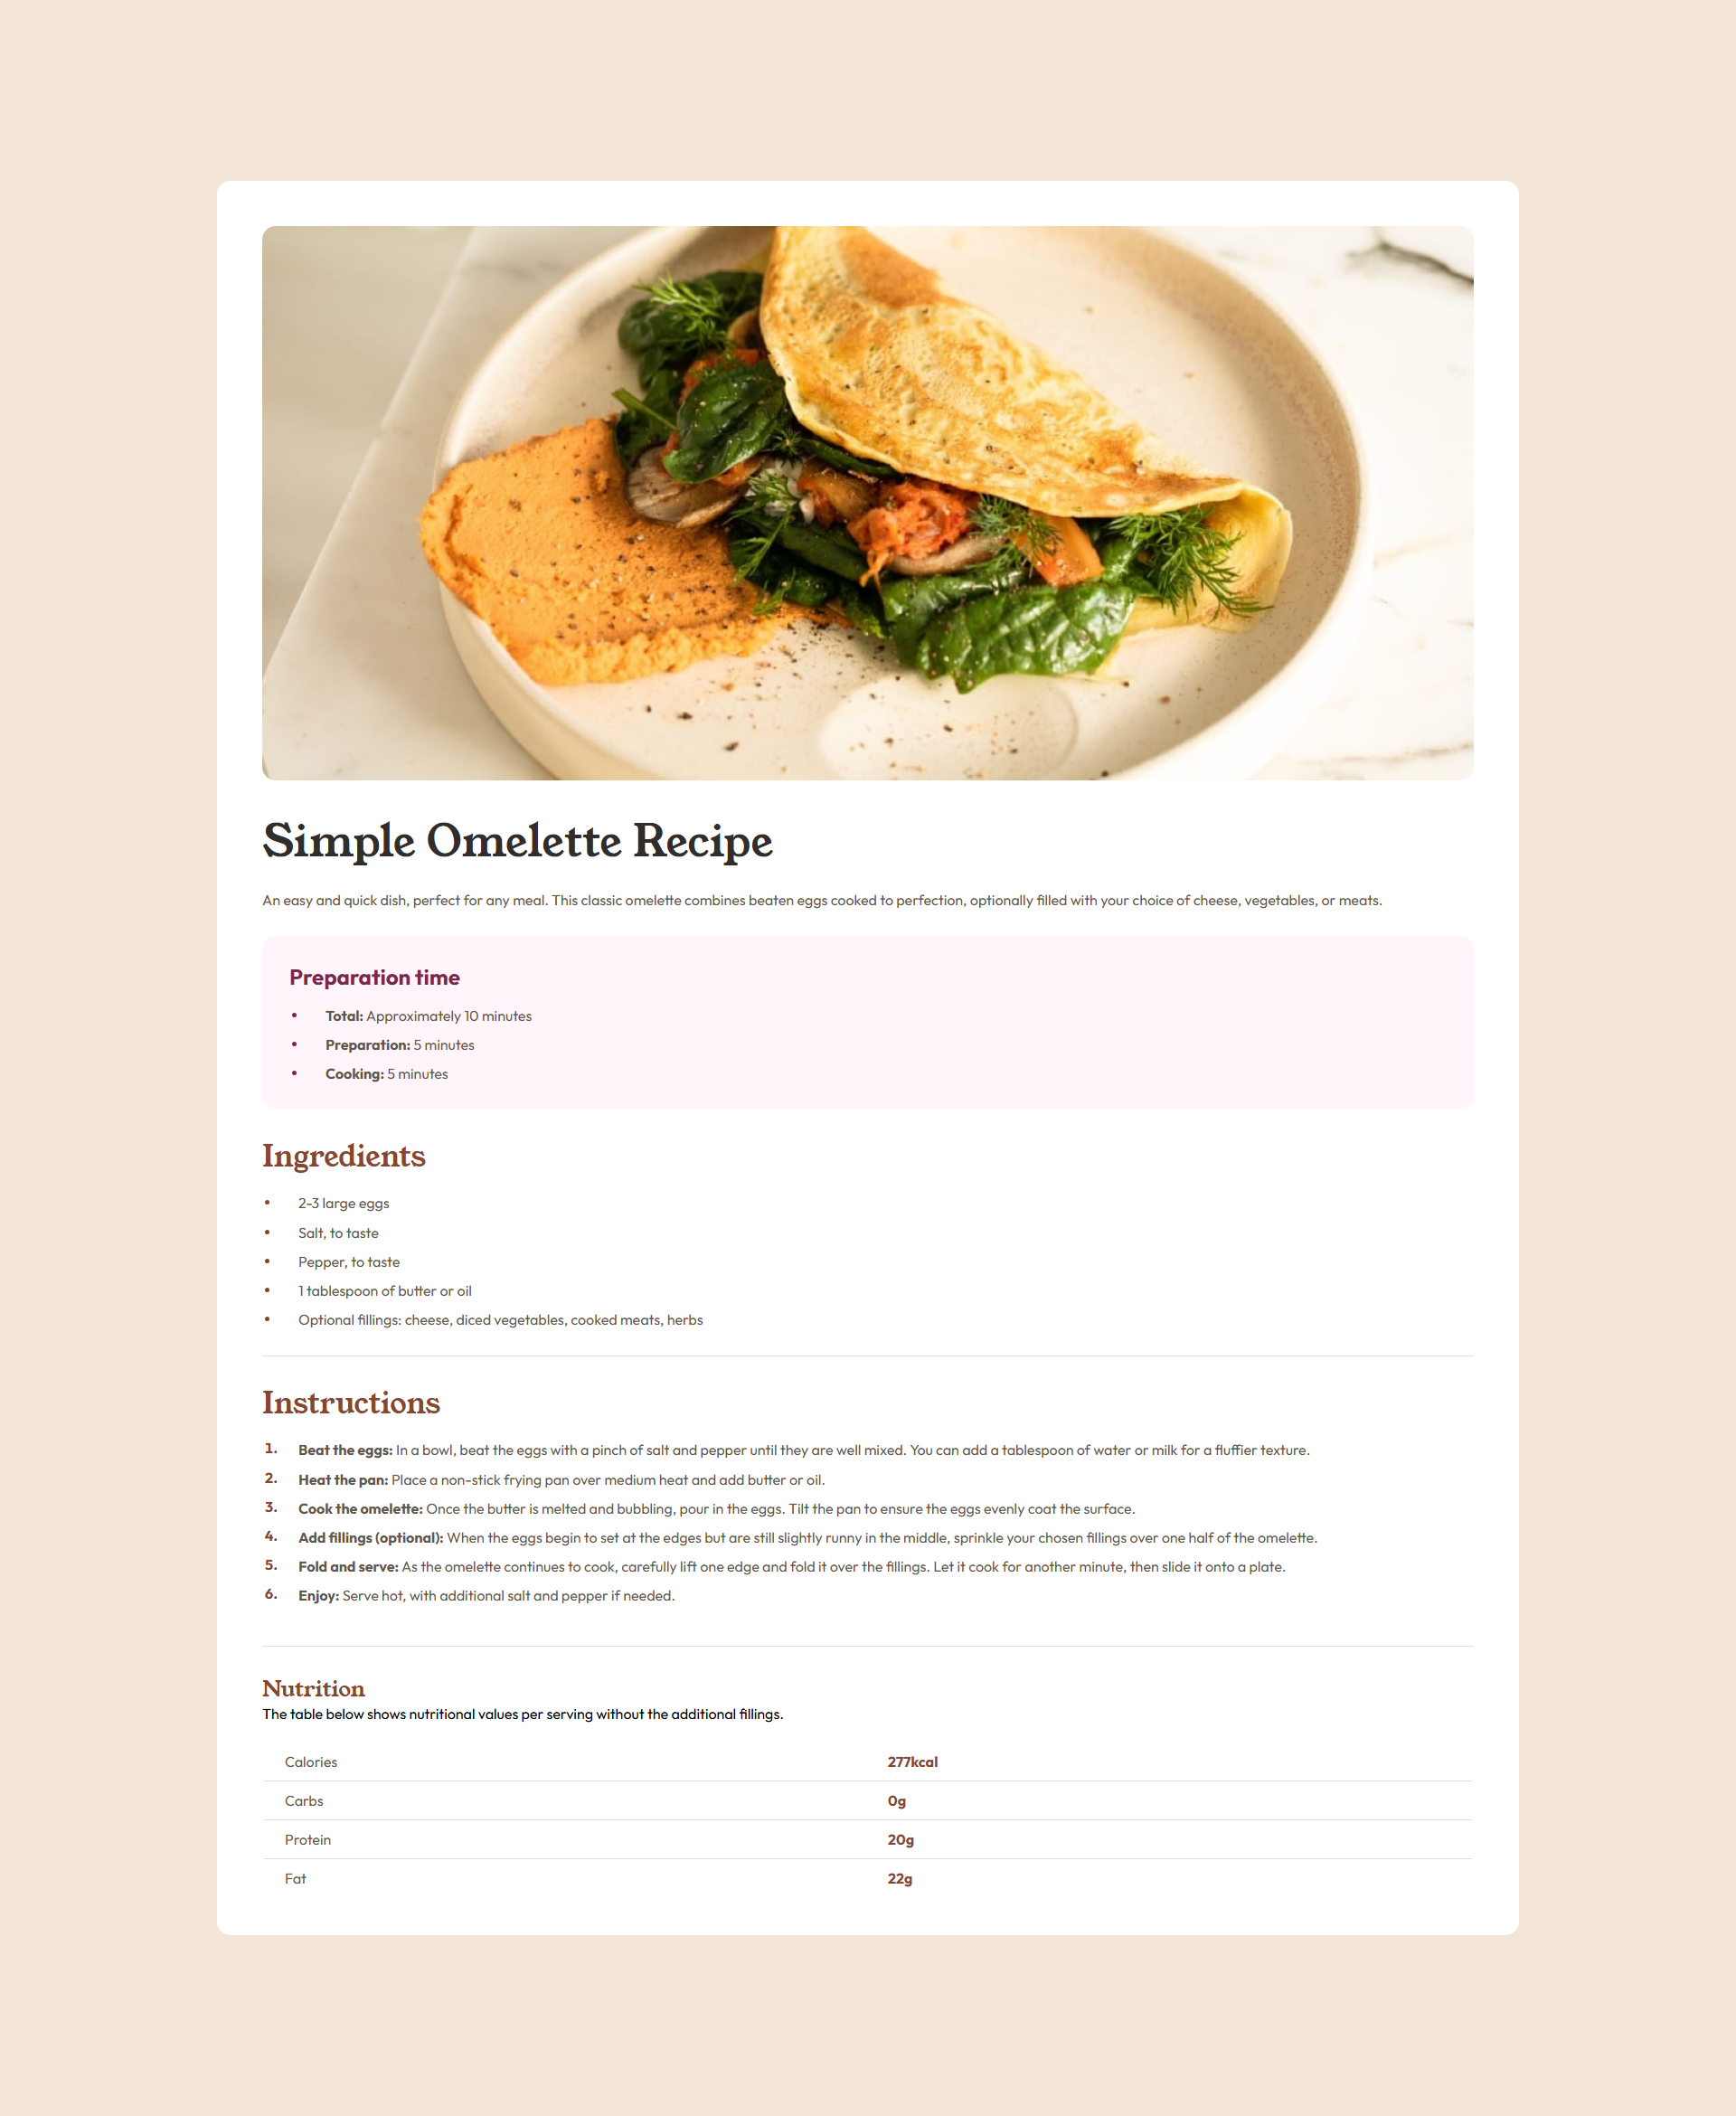 Simple Omelette Recipe
An easy and quick dish, perfect for any meal. This classic omelette combines beaten eggs cooked to perfection, optionally filled with your choice of cheese, vegetables, or meats.
Preparation time
• Total: Approximately 10 minutes
• Preparation: 5 minutes
• Cooking: 5 minutes
Ingredients
• 2-3 large eggs
• Salt, to taste
• Pepper, to taste
• 1 tablespoon of butter or oil
• Optional fillings: cheese, diced vegetables, cooked meats, herbs
Instructions
1. Beat the eggs: In a bowl, beat the eggs with a pinch of salt and pepper until they are well mixed. You can add a tablespoon of water or milk for a fluffier texture.
2. Heat the pan: Place a non-stick frying pan over medium heat and add butter or oil.
3. Cook the omelette: Once the butter is melted and bubbling, pour in the eggs. Tilt the pan to ensure the eggs evenly coat the surface.
4. Add fillings (optional): When the eggs begin to set at the edges but are still slightly runny in the middle, sprinkle your chosen fillings over one half of the omelette.
5. Fold and serve: As the omelette continues to cook, carefully lift one edge and fold it over the fillings. Let it cook for another minute, then slide it onto a plate.
6. Enjoy: Serve hot, with additional salt and pepper if needed.
Nutrition
The table below shows nutritional values per serving without the additional fillings.
Calories 277kcal
Carbs 0g
Protein 20g
Fat 22g